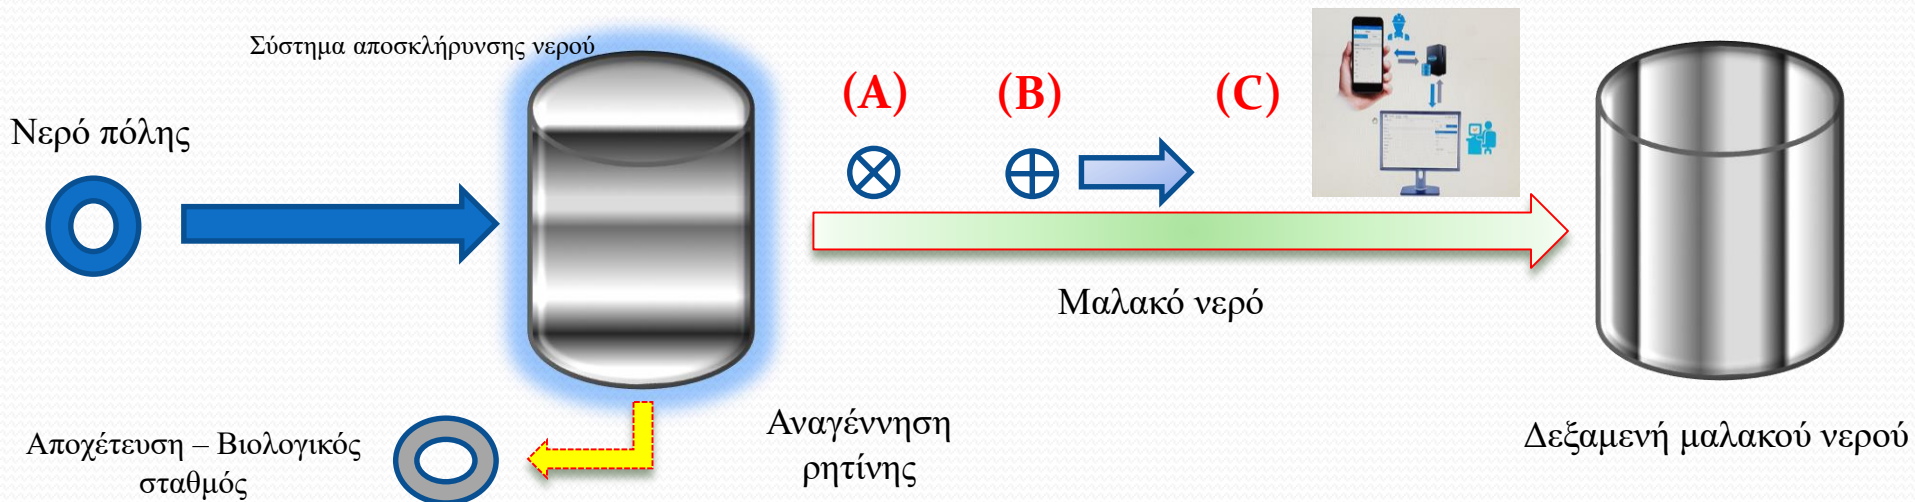 Σύστημα αποσκλήρυνσης νερού
Νερό πόλης
(A)
(B)
(C)
Μαλακό νερό
Αναγέννηση
ρητίνης
Αποχέτευση – Βιολογικός
σταθμός
Δεξαμενή μαλακού νερού